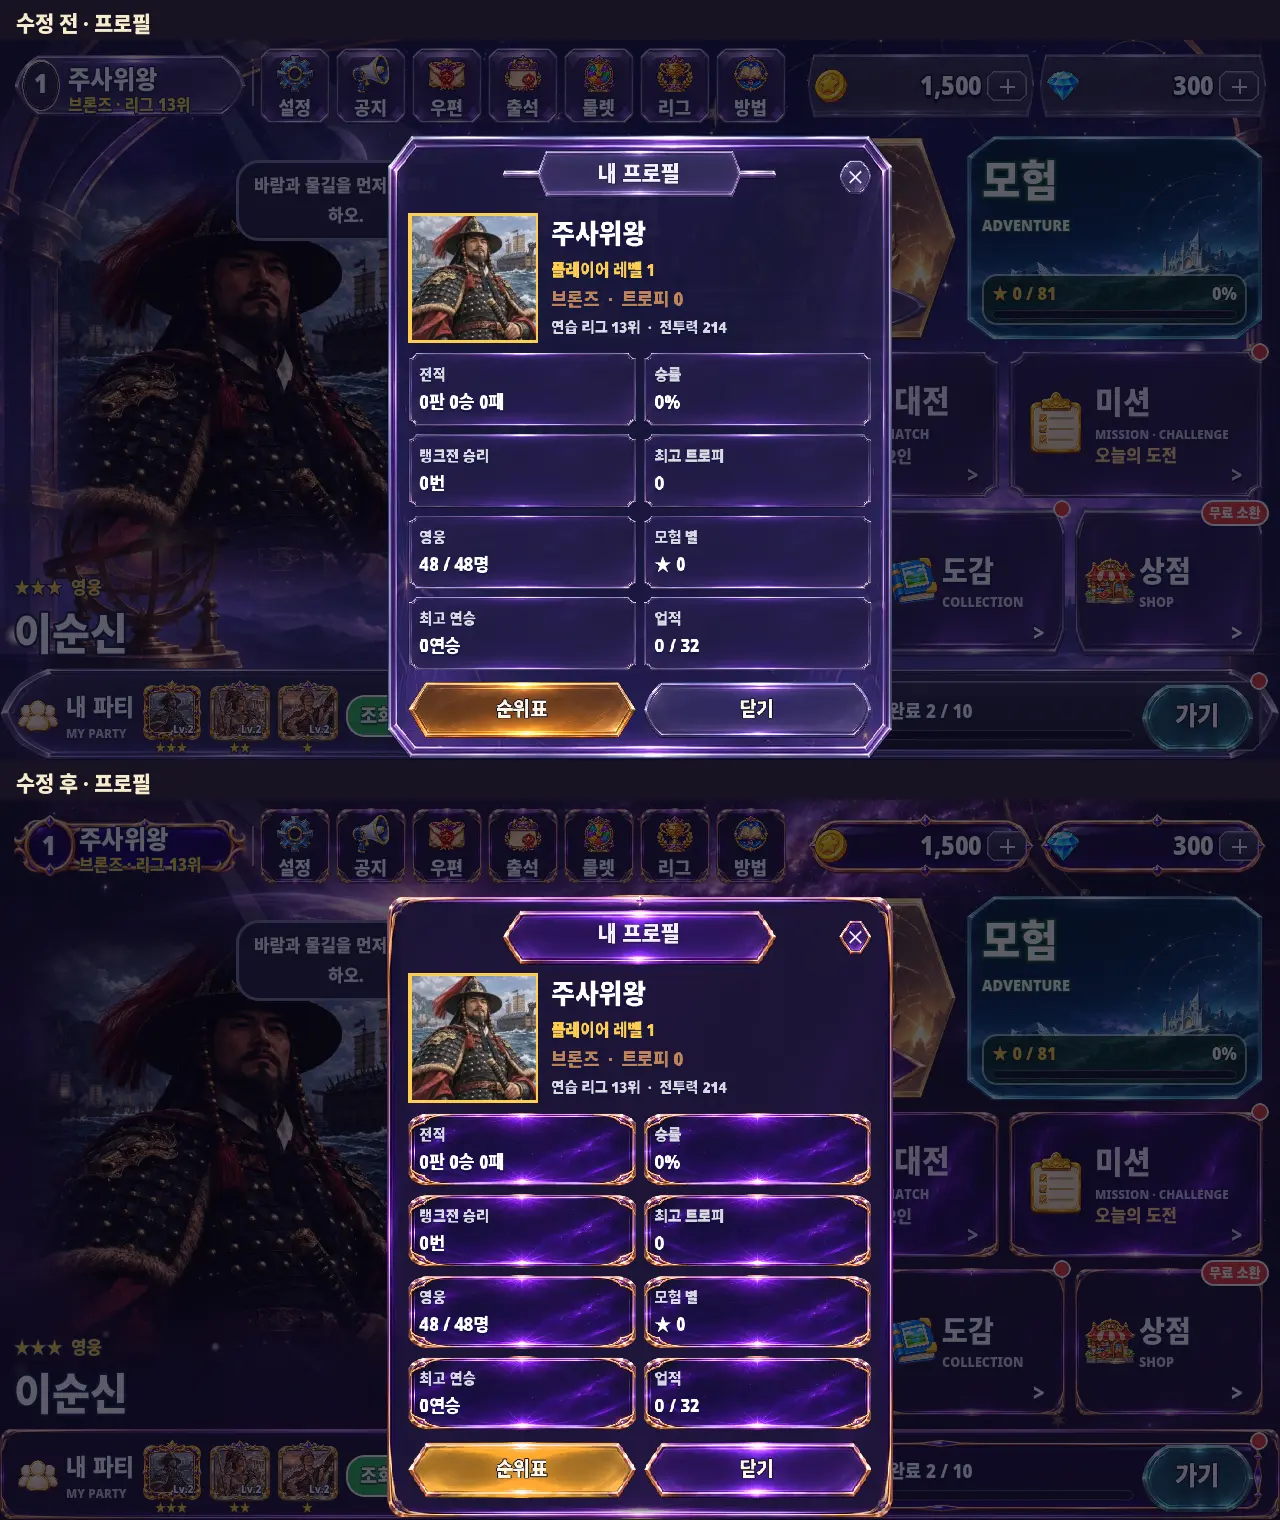 수정 전 · 프로필
1
주사위왕
브론즈 · 리그 13위
설정
공지
우편
출석
룰렛
리그
방법
1,500
300
바람과 물길을 먼저
하오.
내 프로필
주사위왕
플레이어 레벨 1
브론즈 · 트로피 0
연습 리그 13위 · 전투력 214
전적
0판 0승 0패
승률
0%
랭크전 승리
0번
최고 트로피
0
영웅
48 / 48명
모험 별
★ 0
최고 연승
0연승
업적
0 / 32
순위표
닫기
모험
ADVENTURE
★ 0 / 81
0%
대전
ATCH
인
미션
MISSION · CHALLENGE
오늘의 도전
>
>
도감
COLLECTION
>
무료 소환
상점
SHOP
>
★★★ 영웅
이순신
내 파티
MY PARTY
Lv.2
★★★
Lv.2
★★
Lv.2
★
조
완료 2 / 10
가기
수정 후 · 프로필
1
주사위왕
브론즈 · 리그 13위
설정
공지
우편
출석
룰렛
리그
방법
1,500
300
바람과 물길을 먼저
하오.
내 프로필
주사위왕
플레이어 레벨 1
브론즈 · 트로피 0
연습 리그 13위 · 전투력 214
전적
0판 0승 0패
승률
0%
랭크전 승리
0번
최고 트로피
0
영웅
48 / 48명
모험 별
★ 0
최고 연승
0연승
업적
0 / 32
순위표
닫기
모험
ADVENTURE
★ 0 / 81
0%
대전
ATCH
인
미션
MISSION · CHALLENGE
오늘의 도전
>
>
도감
COLLECTION
>
무료 소환
상점
SHOP
>
★★★ 영웅
이순신
내 파티
MY PARTY
Lv.2
★★★
Lv.2
★★
Lv.2
★
조
완료 2 / 10
가기